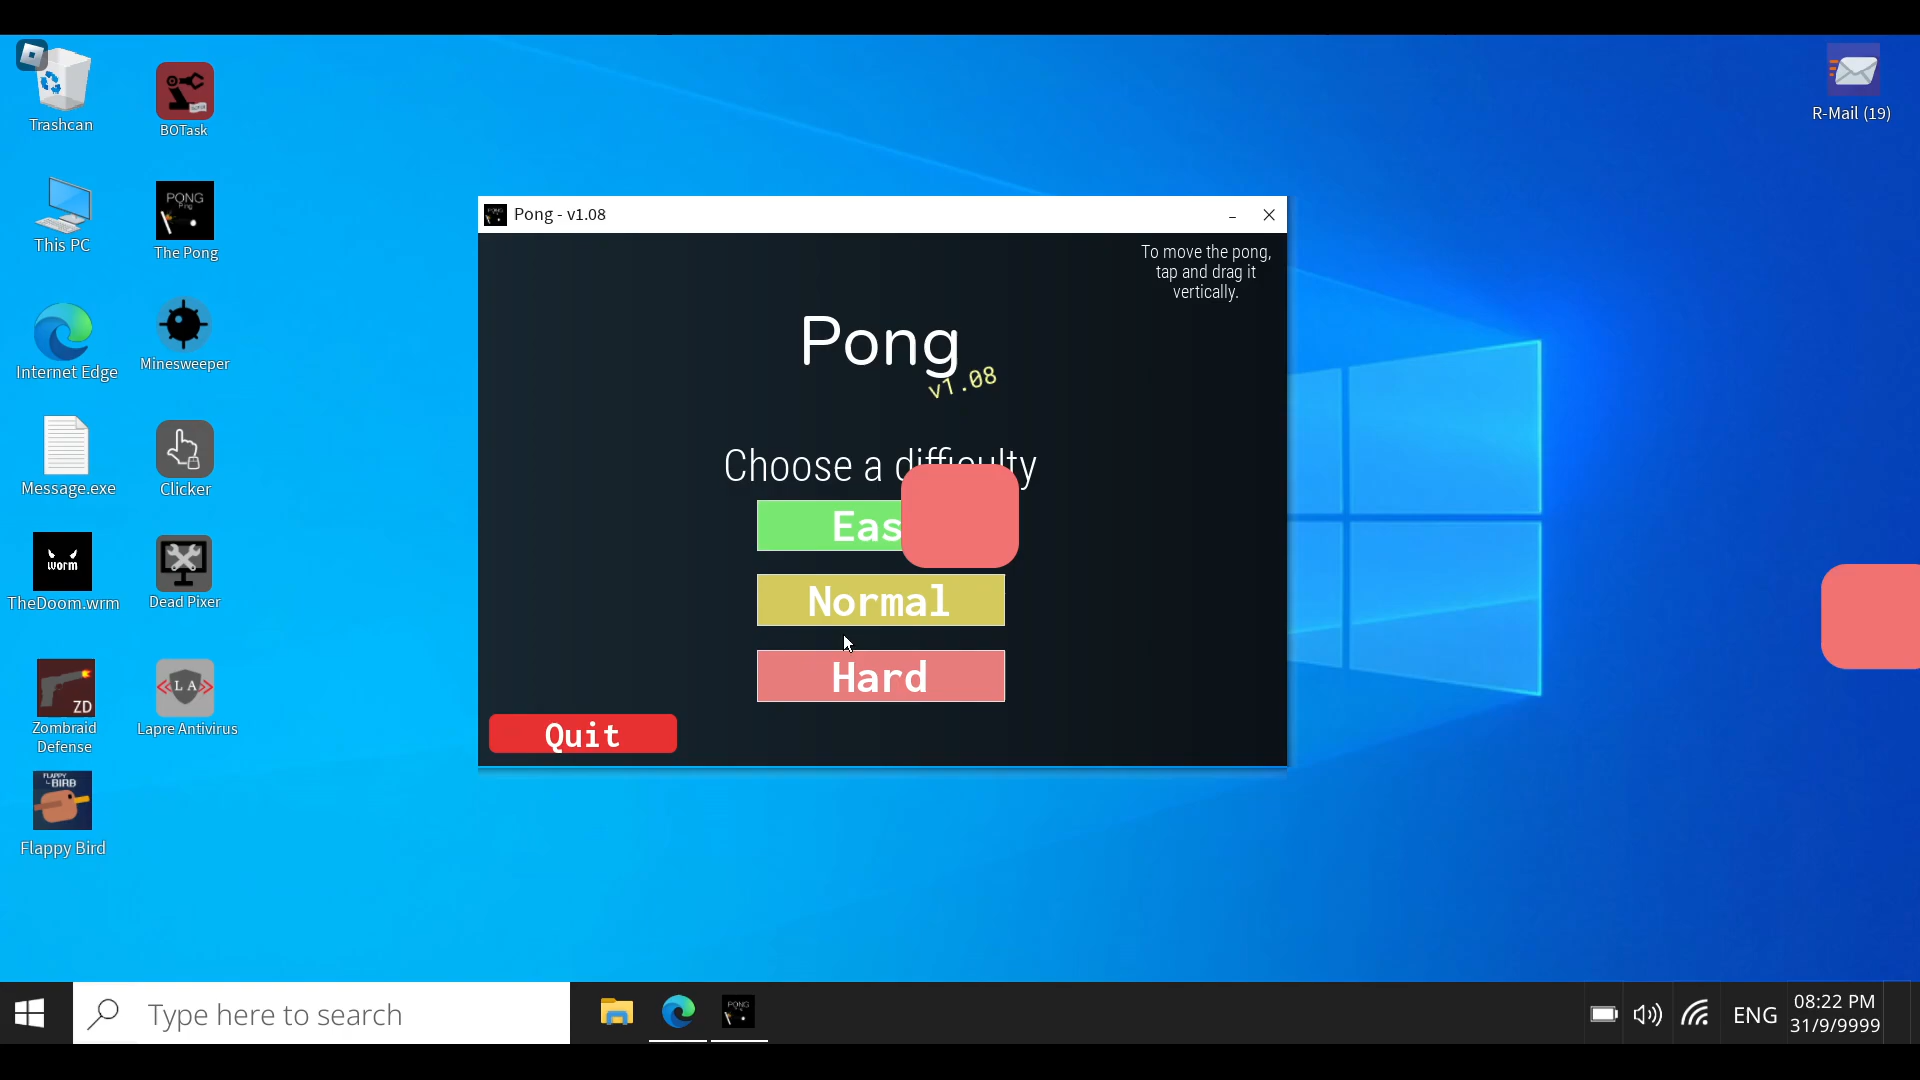 Trashcan
BOTask
R-Mail (19)
This PC
PONG
The Pong
Internet Edge
Minesweeper
Message.exe
Clicker
worm
TheDoom.wrm
Dead Pixer
ZD
Zombraid
Defense
L A
Lapre Antivirus
FLAPPY
BIRB
Flappy Bird
Pong - v1.08
To move the pong,
tap and drag it
vertically.
Pong
v1.08
Choose a difficulty
Eas
Normal
Hard
Quit
Type here to search
PONG
ENG
08:22 PM
31/9/9999